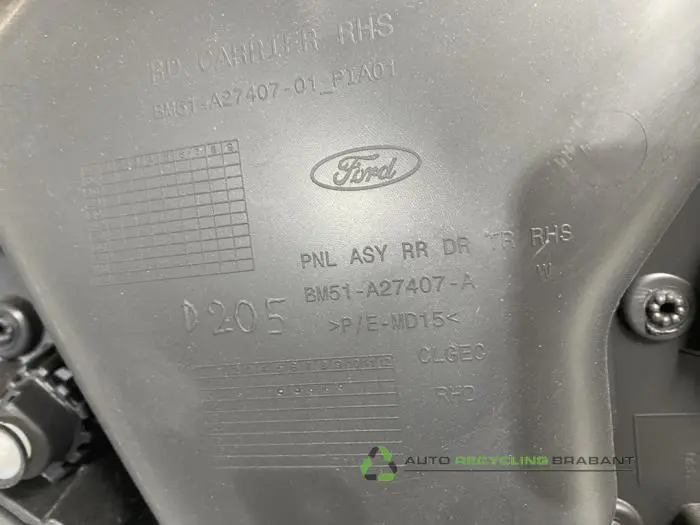 RD CARRIER RHS
BM51-A27407-01_PIA01
Ford
PNL ASY RR DR TR RHS
BM51-A27407-A
W
205
>P/E-MD15<
CLGEC
RHD
AUTO RECYCLING BRABANT